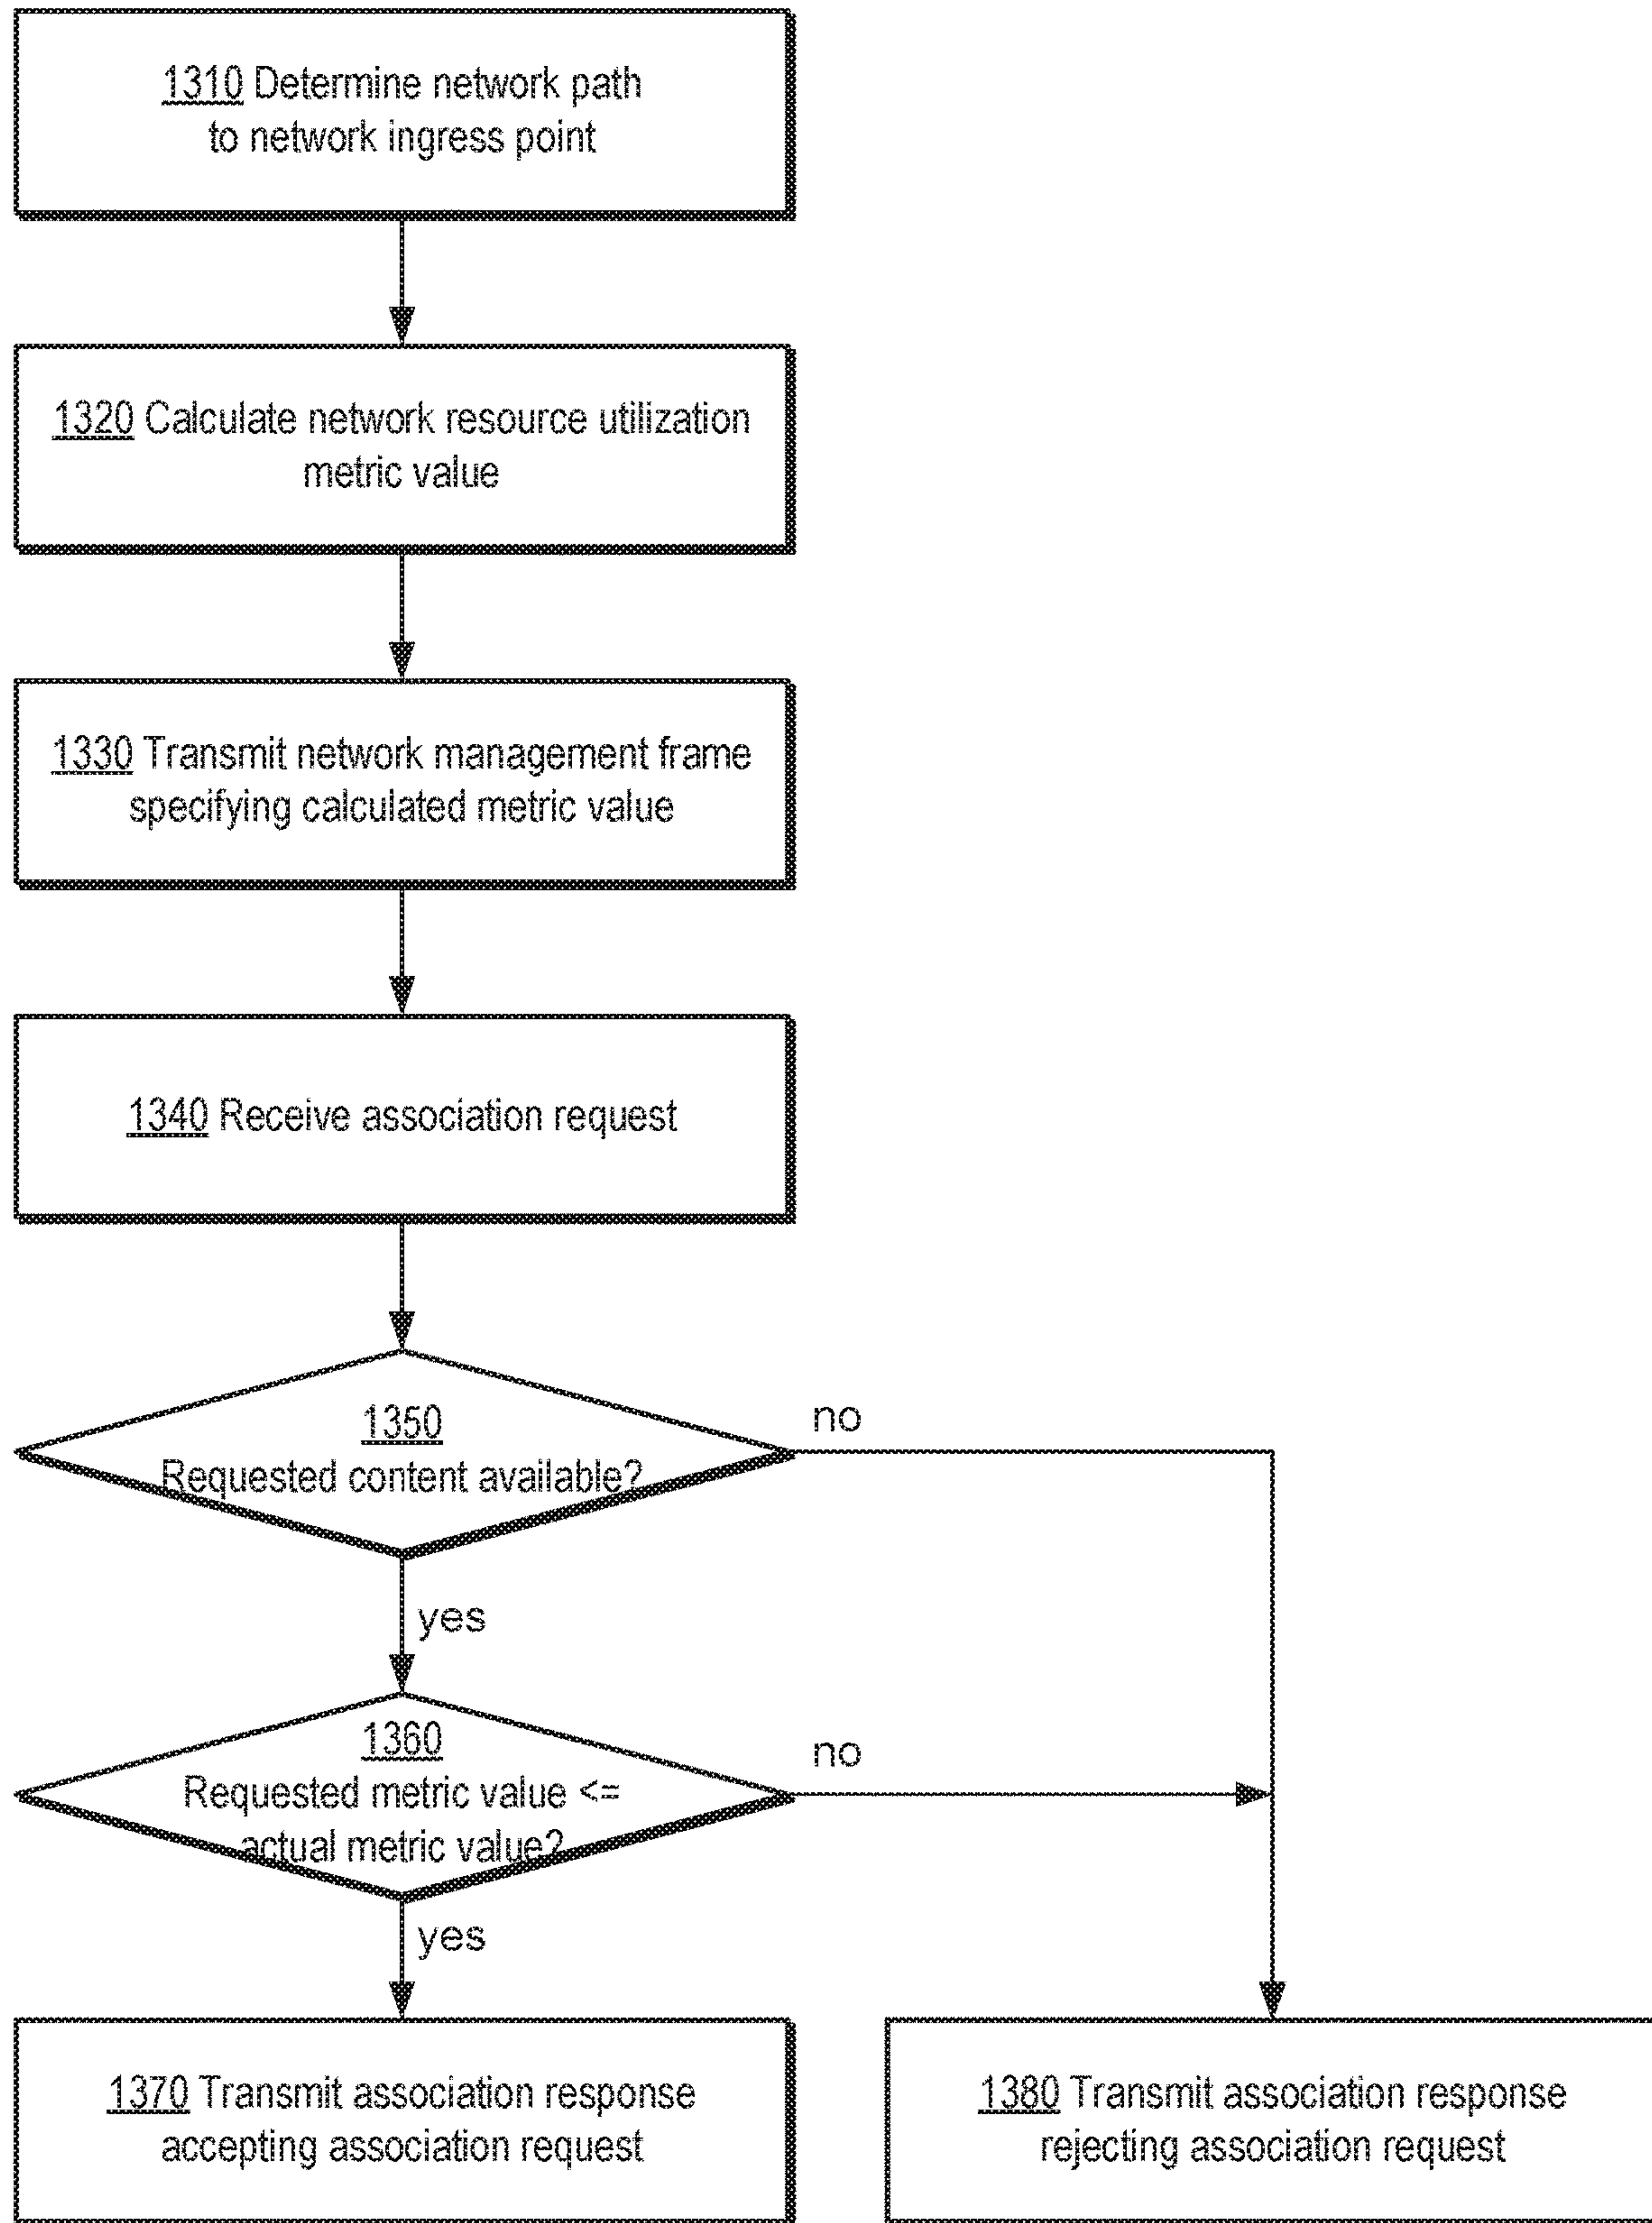 1310 Determine network path
to network ingress point
1320 Calculate network resource utilization
metric value
1330 Transmit network management frame
specifying calculated metric value
1340 Receive association request
1350
Requested content available?
no
yes
1360
Requested metric value <=
actual metric value?
no
yes
1370 Transmit association response
accepting association request
1380 Transmit association response
rejecting association request